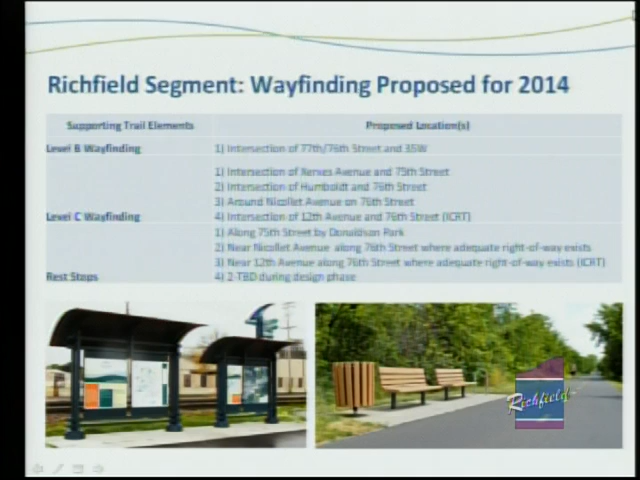 Richfield Segment: Wayfinding Proposed for 2014
Supporting Trail Elements Proposed Location(s)
Level B Wayfinding 1) Intersection of 77th/76th Street and 35W
1) Intersection of Xerxes Avenue and 75th Street
2) Intersection of Humboldt and 76th Street
3) Around Nicollet Avenue on 76th Street
Level C Wayfinding 4) Intersection of 12th Avenue and 76th Street (ICRT)
1) Along 75th Street by Donaldson Park
2) Near Nicollet Avenue along 76th Street where adequate right-of-way exists
3) Near 12th Avenue along 76th Street where adequate right-of-way exists (ICRT)
Rest Stops 4) 2-TBD during design phase
Richfield